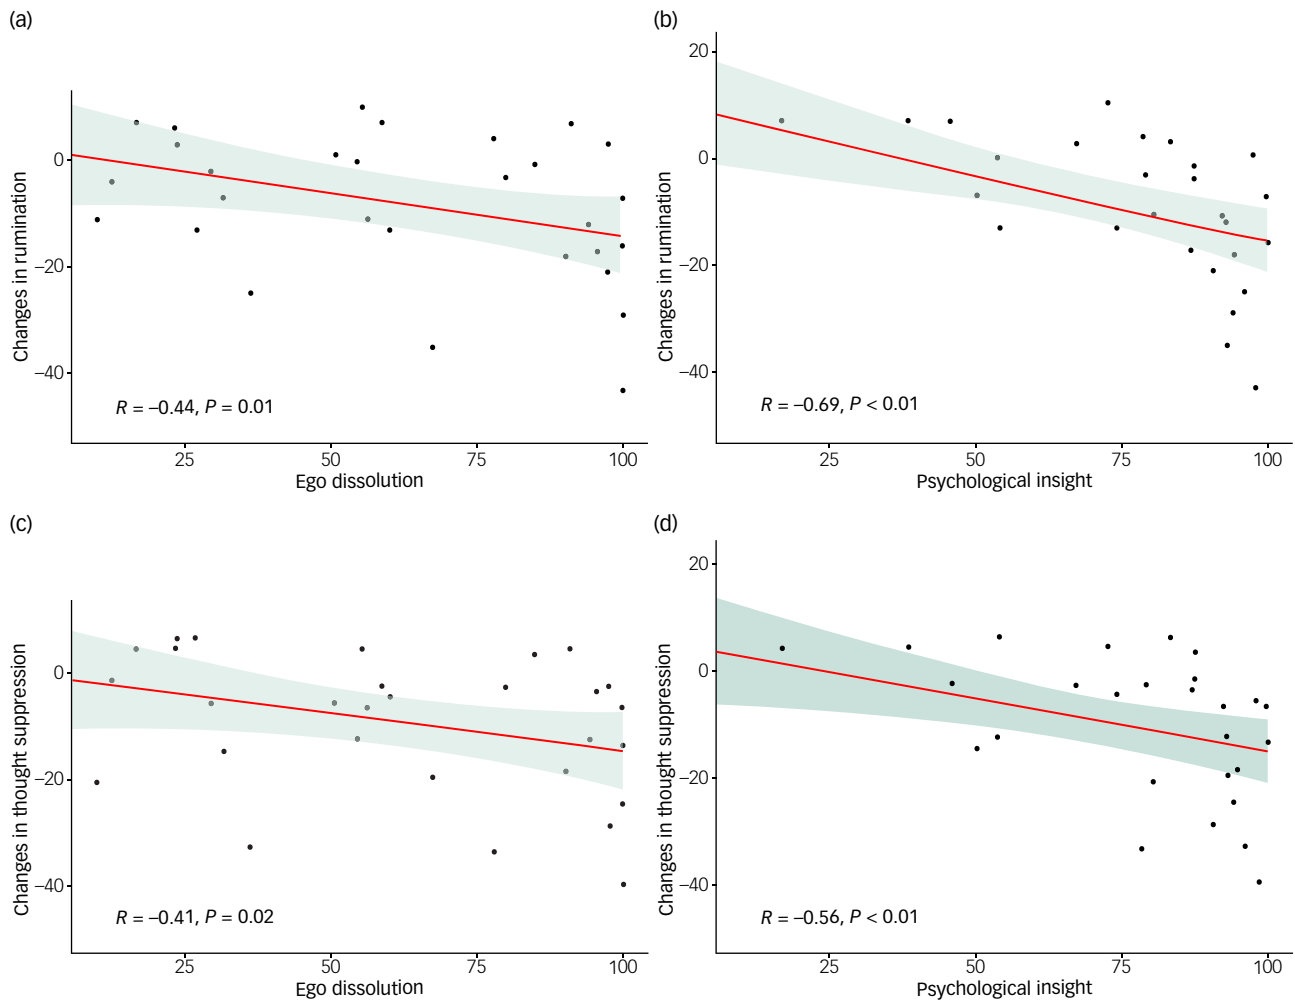 (a)
0
−20
−40
Changes in rumination
R = −0.44, P = 0.01
25 50 75 100
Ego dissolution
(b)
20
0
−20
−40
Changes in rumination
R = −0.69, P < 0.01
25 50 75 100
Psychological insight
(c)
0
−20
−40
Changes in thought suppression
R = −0.41, P = 0.02
25 50 75 100
Ego dissolution
(d)
20
0
−20
−40
Changes in thought suppression
R = −0.56, P < 0.01
25 50 75 100
Psychological insight